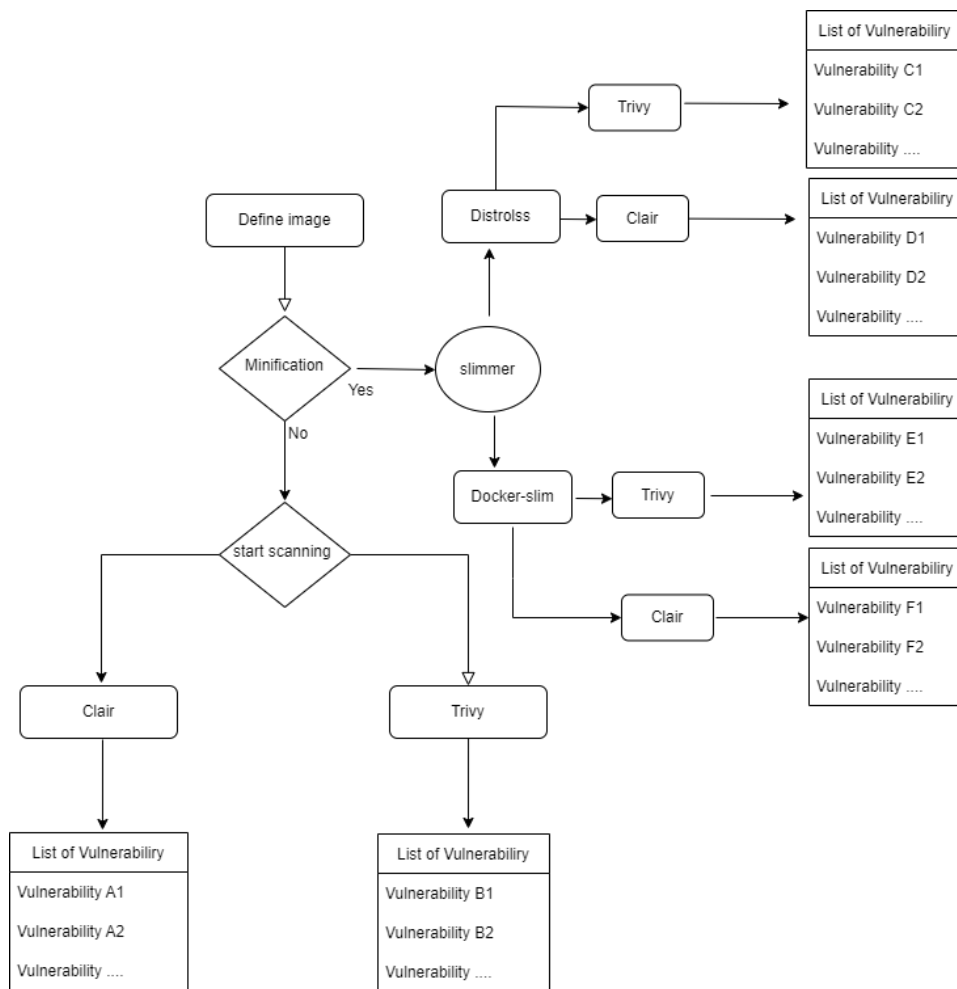 List of Vulnerabiliry
Vulnerability C1
Vulnerability C2
Vulnerability ....
Trivy
Define image
Distrolss
Clair
List of Vulnerabiliry
Vulnerability D1
Vulnerability D2
Vulnerability ....
Minification
Yes
slimmer
No
List of Vulnerabiliry
Vulnerability E1
Vulnerability E2
Vulnerability ....
Docker-slim
Trivy
start scanning
List of Vulnerabiliry
Vulnerability F1
Vulnerability F2
Vulnerability ....
Clair
Clair
Trivy
List of Vulnerabiliry
Vulnerability A1
Vulnerability A2
Vulnerability ....
List of Vulnerabiliry
Vulnerability B1
Vulnerability B2
Vulnerability ....